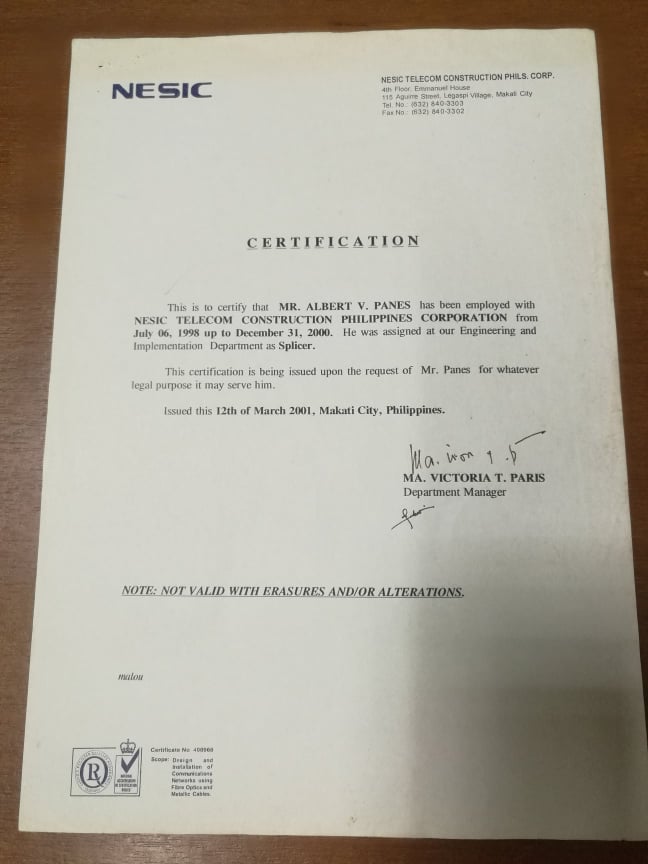 NESIC
NESIC TELECOM CONSTRUCTION PHILS. CORP.
4th Floor, Emmanuel House
115 Aguirre Street, Legaspi Village, Makati City
Tel. No.: (632) 840-3303
Fax No.: (632) 840-3302
CERTIFICATION
This is to certify that MR. ALBERT V. PANES has been employed with
NESIC TELECOM CONSTRUCTION PHILIPPINES CORPORATION from
July 06, 1998 up to December 31, 2000. He was assigned at our Engineering and
Implementation Department as Splicer.
This certification is being issued upon the request of Mr. Panes for whatever
legal purpose it may serve him.
Issued this 12th of March 2001, Makati City, Philippines.
MA. VICTORIA T. PARIS
Department Manager
NOTE: NOT VALID WITH ERASURES AND/OR ALTERATIONS.
malou
R
Certificate No. 400968
Scope: Design and
Installation of
Communications
Networks using
Fibre Optics and
Metallic Cables.